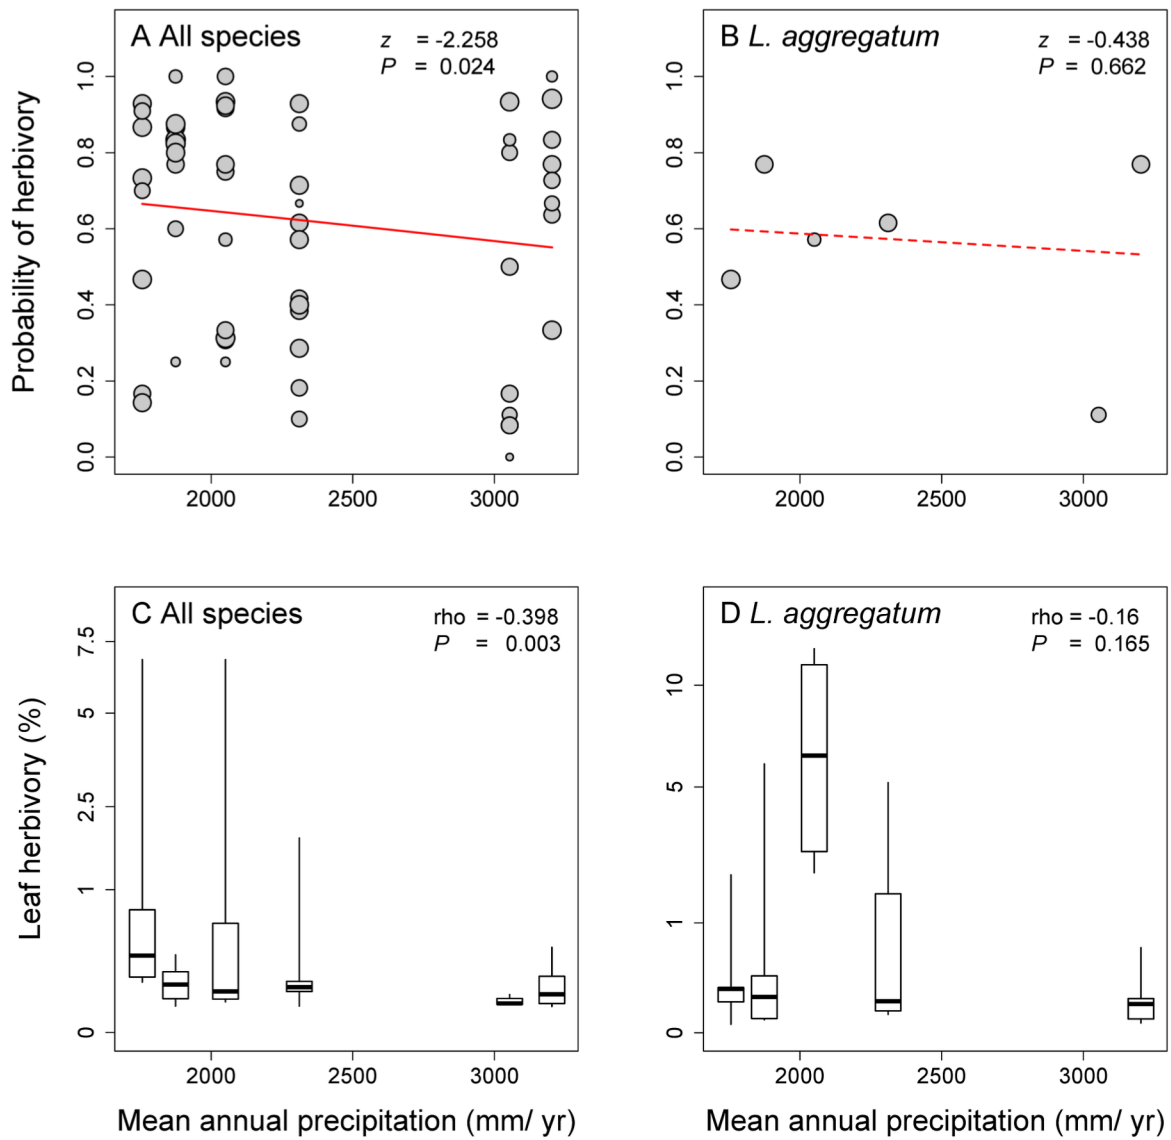 A All species
z = -2.258
P = 0.024
Probability of herbivory
1.0
0.8
0.6
0.4
0.2
0.0
2000 2500 3000
B L. aggregatum
z = -0.438
P = 0.662
1.0
0.8
0.6
0.4
0.2
0.0
2000 2500 3000
C All species
rho = -0.398
P = 0.003
Leaf herbivory (%)
7.5
5
2.5
1
0
2000 2500 3000
Mean annual precipitation (mm/ yr)
D L. aggregatum
rho = -0.16
P = 0.165
10
5
1
0
2000 2500 3000
Mean annual precipitation (mm/ yr)